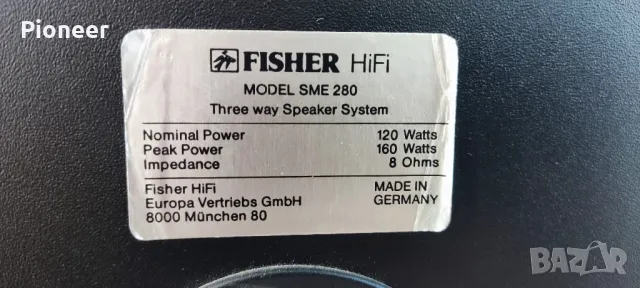 Pioneer
FISHER HiFi
MODEL SME 280
Three way Speaker System
Nominal Power 120 Watts
Peak Power 160 Watts
Impedance 8 Ohms
Fisher HiFi
Europa Vertriebs GmbH
8000 München 80
MADE IN
GERMANY
BAZAR